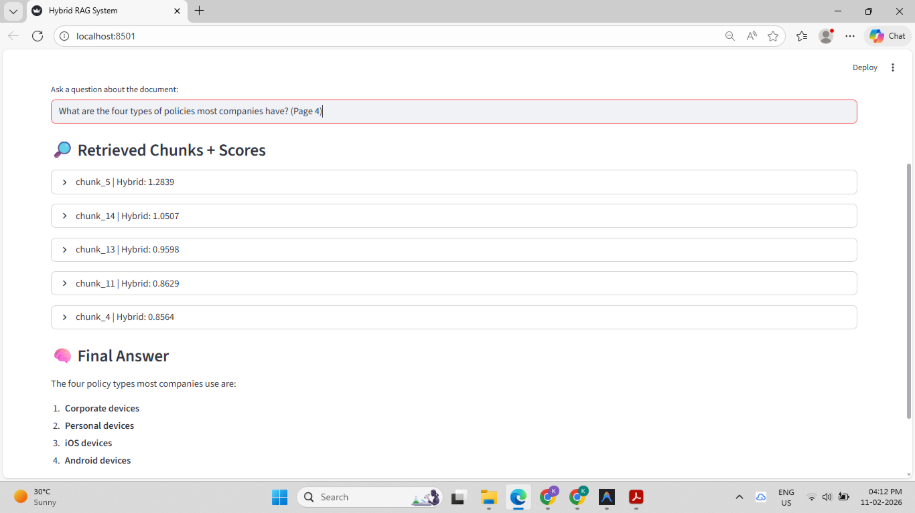 Hybrid RAG System
localhost:8501
Chat
Deploy
Ask a question about the document:
What are the four types of policies most companies have? (Page 4)
Retrieved Chunks + Scores
chunk_5 | Hybrid: 1.2839
chunk_14 | Hybrid: 1.0507
chunk_13 | Hybrid: 0.9598
chunk_11 | Hybrid: 0.8629
chunk_4 | Hybrid: 0.8564
Final Answer
The four policy types most companies use are:
1. Corporate devices
2. Personal devices
3. iOS devices
4. Android devices
30°C
Sunny
Search
K
K
ENG
US
04:12 PM
11-02-2026